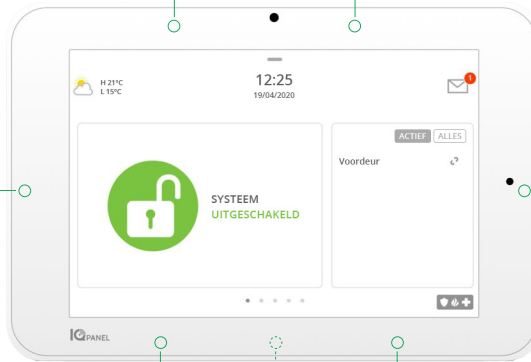 H 21°C
L 15°C
12:25
19/04/2020
1
ACTIEF ALLES
Voordeur
SYSTEEM
UITGESCHAKELD
IQ PANEL